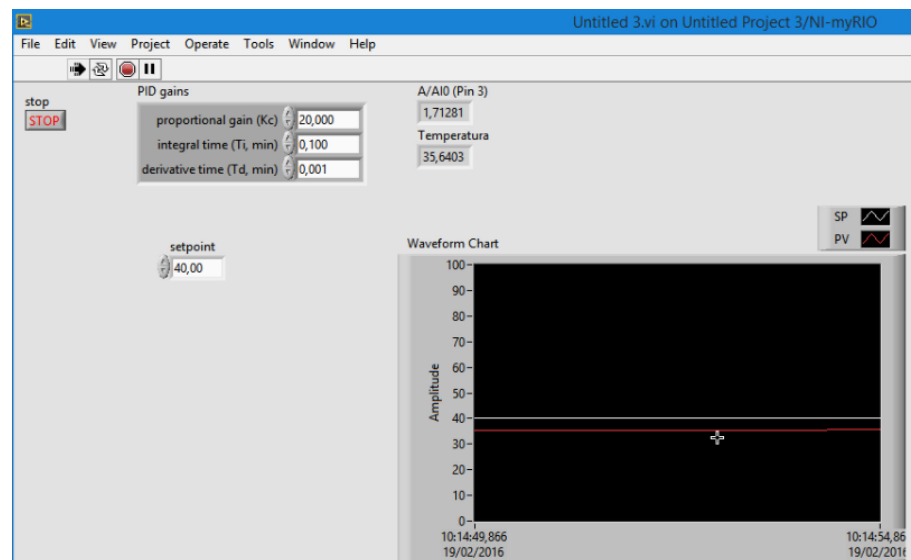 Untitled 3.vi on Untitled Project 3/NI-myRIO
File Edit View Project Operate Tools Window Help
stop
STOP
PID gains
proportional gain (Kc) 20,000
integral time (Ti, min) 0,100
derivative time (Td, min) 0,001
A/AI0 (Pin 3)
1,71281
Temperatura
35,6403
setpoint
40,00
Waveform Chart
SP
PV
Amplitude
100
90
80
70
60
50
40
30
20
10
0
10:14:49,866
19/02/2016
10:14:54,86
19/02/2016